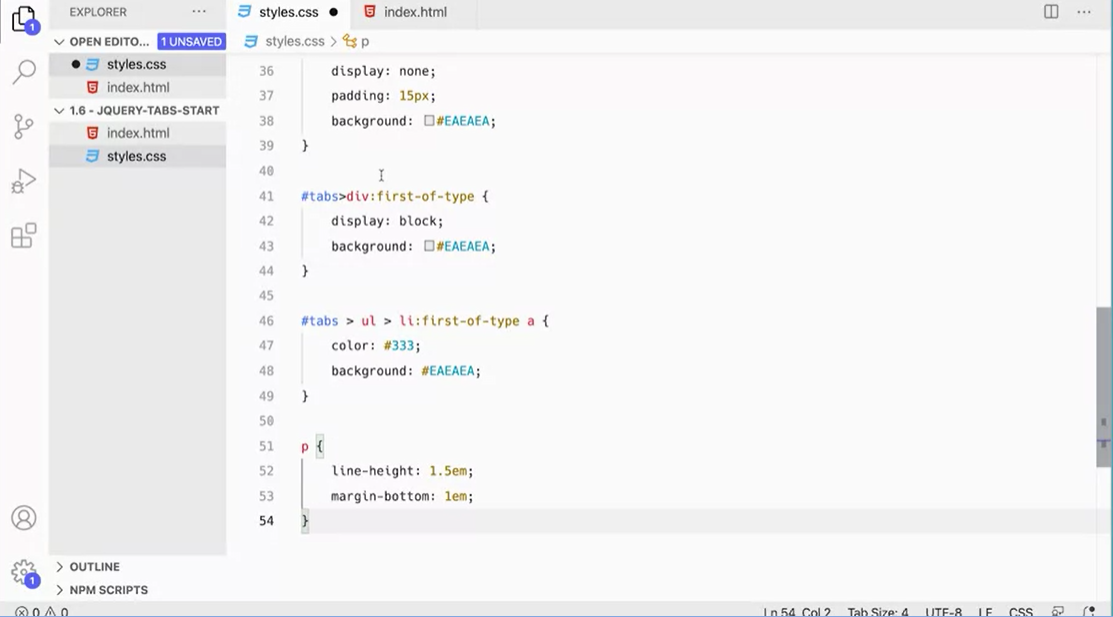 1
EXPLORER ...
OPEN EDITO... 1 UNSAVED
styles.css
index.html
1.6 - JQUERY-TABS-START
index.html
styles.css
OUTLINE
NPM SCRIPTS
1
styles.css ● index.html ...
styles.css > p
36 display: none;
37 padding: 15px;
38 background: #EAEAEA;
39 }
40
41 #tabs>div:first-of-type {
42 display: block;
43 background: #EAEAEA;
44 }
45
46 #tabs > ul > li:first-of-type a {
47 color: #333;
48 background: #EAEAEA;
49 }
50
51 p {
52 line-height: 1.5em;
53 margin-bottom: 1em;
54 }
0 0 Ln 54, Col 2 Tab Size: 4 UTF-8 LF CSS